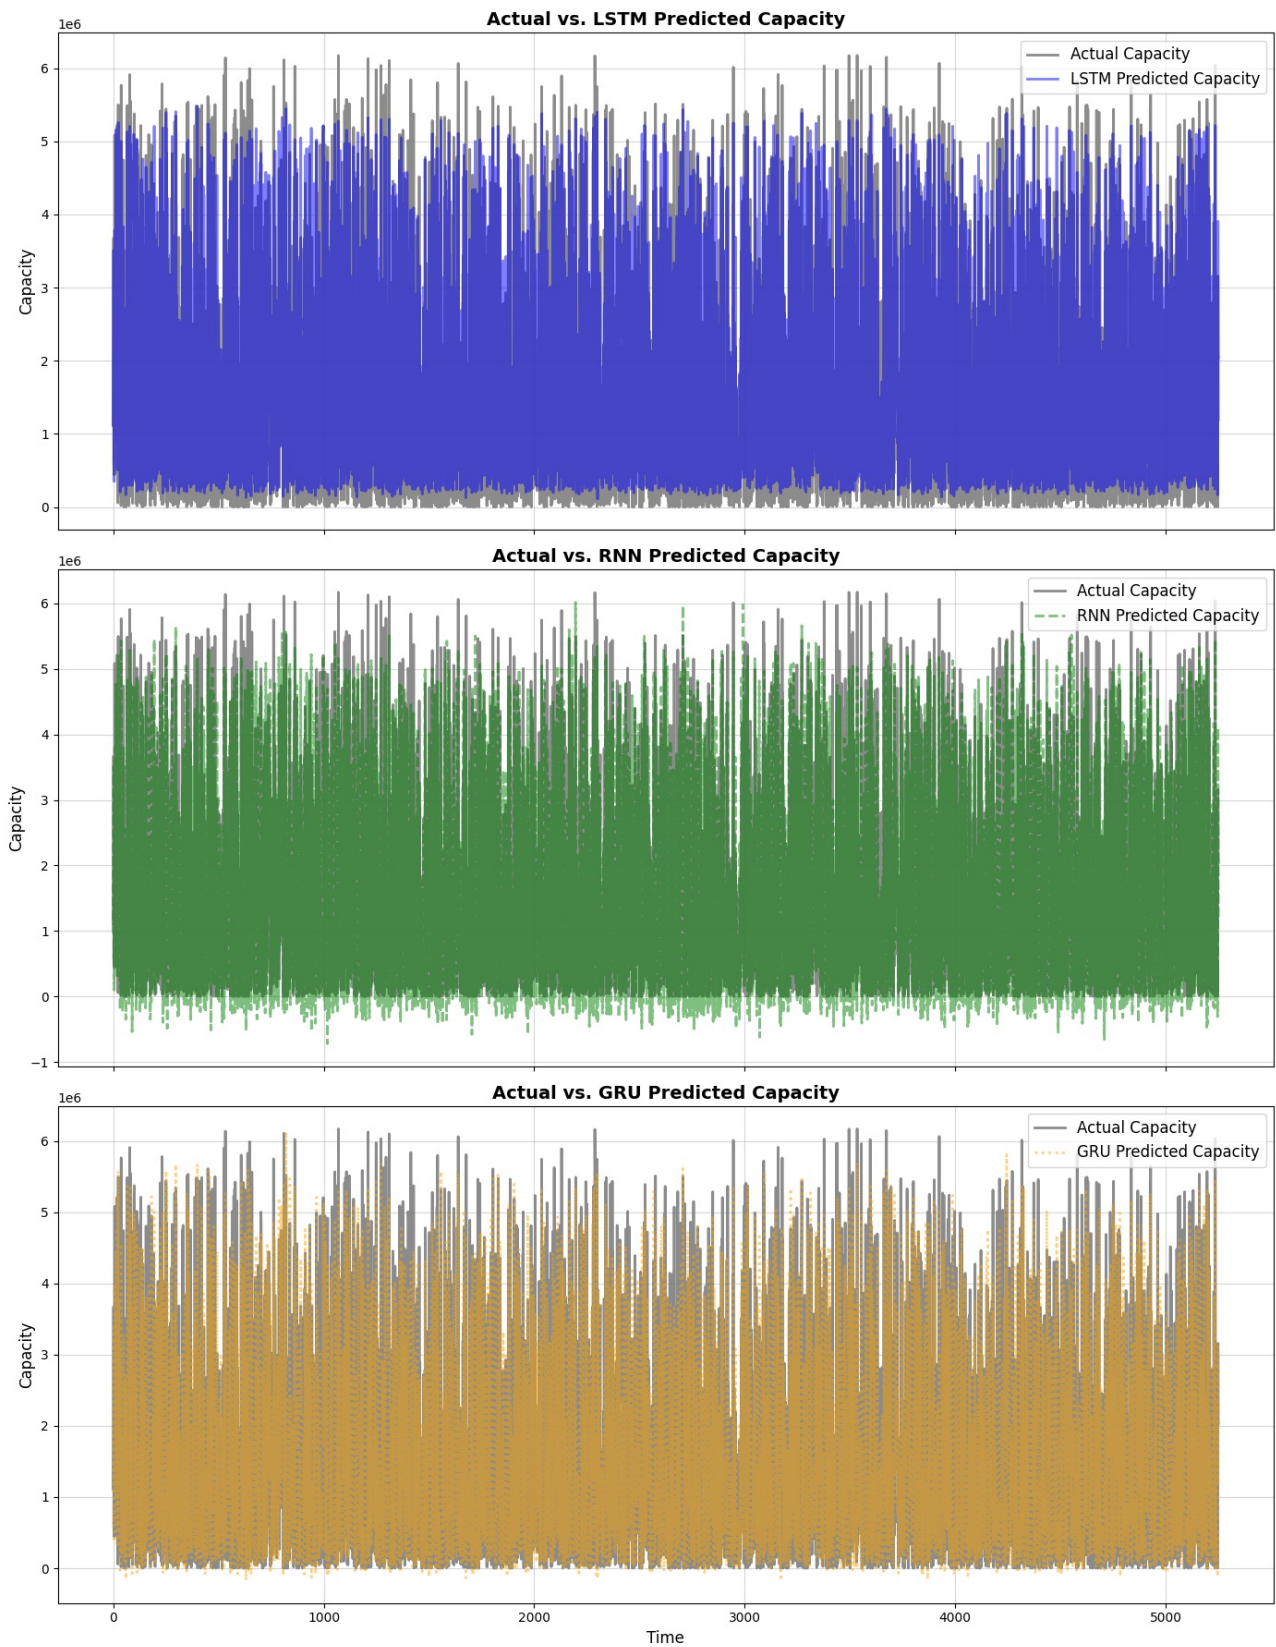 Actual vs. LSTM Predicted Capacity
1e6
Actual Capacity
LSTM Predicted Capacity
6
5
4
3
2
1
0
Capacity
Actual vs. RNN Predicted Capacity
1e6
Actual Capacity
RNN Predicted Capacity
6
5
4
3
2
1
0
−1
Capacity
Actual vs. GRU Predicted Capacity
1e6
Actual Capacity
GRU Predicted Capacity
6
5
4
3
2
1
0
Capacity
0 1000 2000 3000 4000 5000
Time